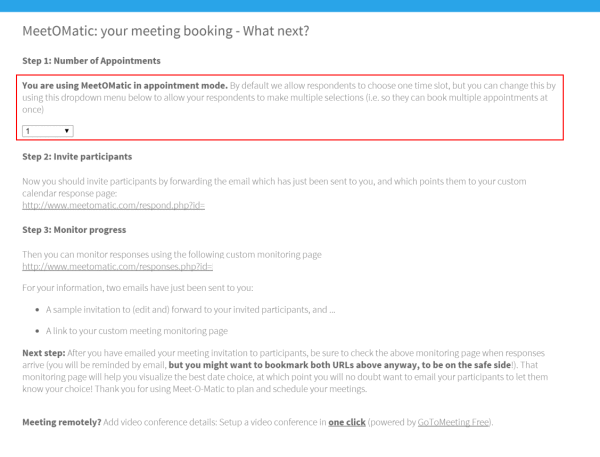 MeetOMatic: your meeting booking - What next?
Step 1: Number of Appointments
You are using MeetOMatic in appointment mode. By default we allow respondents to choose one time slot, but you can change this by
using this dropdown menu below to allow your respondents to make multiple selections (i.e. so they can book multiple appointments at
once)
1
Step 2: Invite participants
Now you should invite participants by forwarding the email which has just been sent to you, and which points them to your custom
calendar response page:
http://www.meetomatic.com/respond.php?id=
Step 3: Monitor progress
Then you can monitor responses using the following custom monitoring page
http://www.meetomatic.com/responses.php?id=
For your information, two emails have just been sent to you:
• A sample invitation to (edit and) forward to your invited participants, and ...
• A link to your custom meeting monitoring page
Next step: After you have emailed your meeting invitation to participants, be sure to check the above monitoring page when responses
arrive (you will be reminded by email, but you might want to bookmark both URLs above anyway, to be on the safe side!). That
monitoring page will help you visualize the best date choice, at which point you will no doubt want to email your participants to let them
know your choice! Thank you for using Meet-O-Matic to plan and schedule your meetings.
Meeting remotely? Add video conference details: Setup a video conference in one click (powered by GoToMeeting Free).